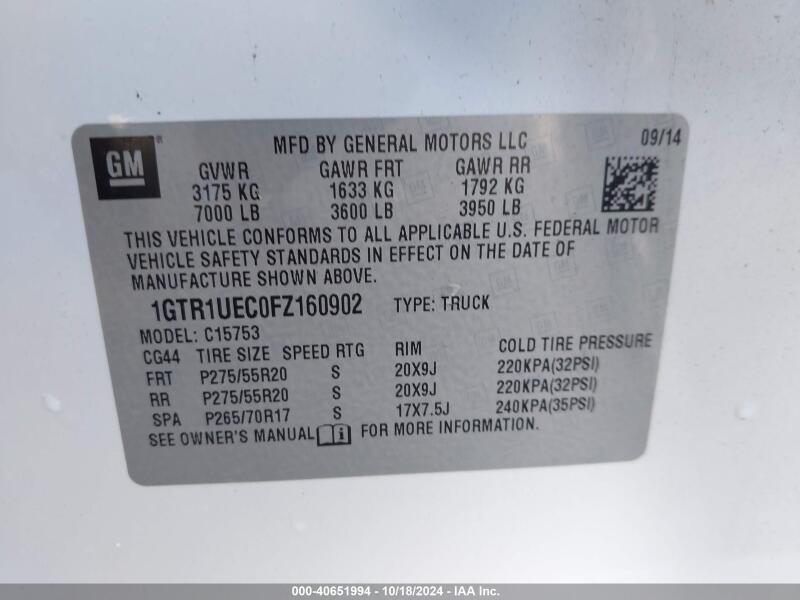 GM ®
MFD BY GENERAL MOTORS LLC 09/14
GVWR GAWR FRT GAWR RR
3175 KG 1633 KG 1792 KG
7000 LB 3600 LB 3950 LB
THIS VEHICLE CONFORMS TO ALL APPLICABLE U.S. FEDERAL MOTOR
VEHICLE SAFETY STANDARDS IN EFFECT ON THE DATE OF
MANUFACTURE SHOWN ABOVE.
1GTR1UEC0FZ160902 TYPE: TRUCK
MODEL: C15753
CG44 TIRE SIZE SPEED RTG RIM COLD TIRE PRESSURE
FRT P275/55R20 S 20X9J 220KPA(32PSI)
RR P275/55R20 S 20X9J 220KPA(32PSI)
SPA P265/70R17 S 17X7.5J 240KPA(35PSI)
SEE OWNER'S MANUAL i FOR MORE INFORMATION.
000-40651994 - 10/18/2024 - IAA Inc.